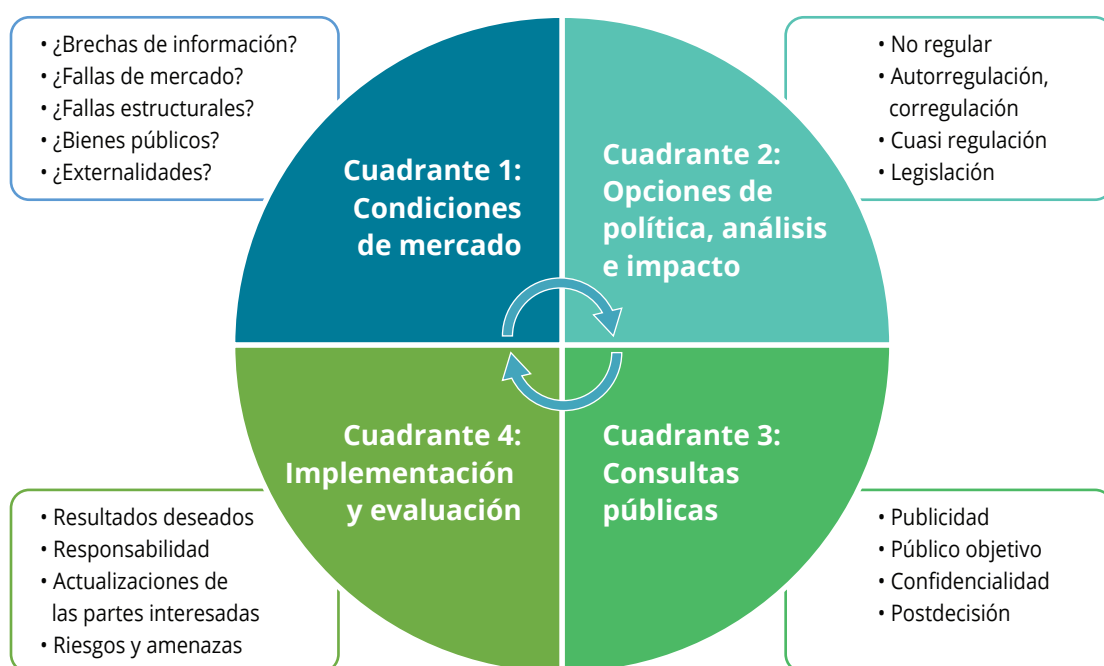 • ¿Brechas de información?
• ¿Fallas de mercado?
• ¿Fallas estructurales?
• ¿Bienes públicos?
• ¿Externalidades?
Cuadrante 1:
Condiciones
de mercado
Cuadrante 2:
Opciones de
política, análisis
e impacto
• No regular
• Autorregulación,
corregulación
• Cuasi regulación
• Legislación
Cuadrante 4:
Implementación
y evaluación
Cuadrante 3:
Consultas
públicas
• Resultados deseados
• Responsabilidad
• Actualizaciones de
las partes interesadas
• Riesgos y amenazas
• Publicidad
• Público objetivo
• Confidencialidad
• Postdecisión